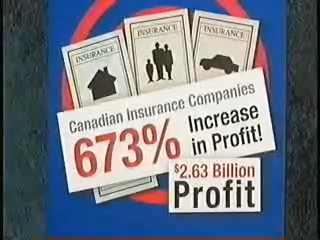 INSURANCE
INSURANCE
INSURANCE
Canadian Insurance Companies
673% Increase
in Profit!
$2.63 Billion
Profit